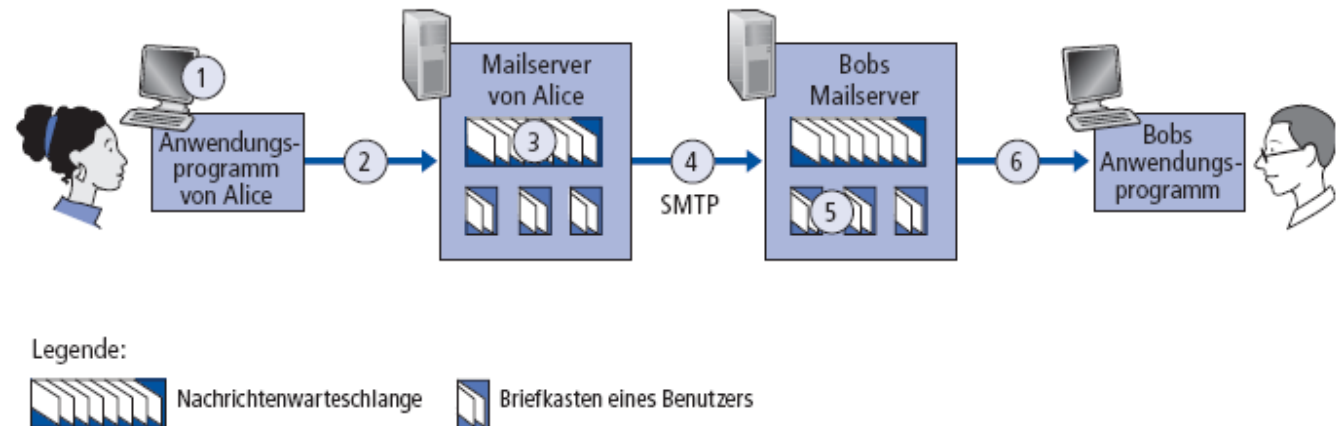 1
Anwendungs-
programm
von Alice
2
Mailserver
von Alice
3
4
SMTP
Bobs
Mailserver
5
6
Bobs
Anwendungs-
programm
Legende:
Nachrichtenwarteschlange
Briefkasten eines Benutzers